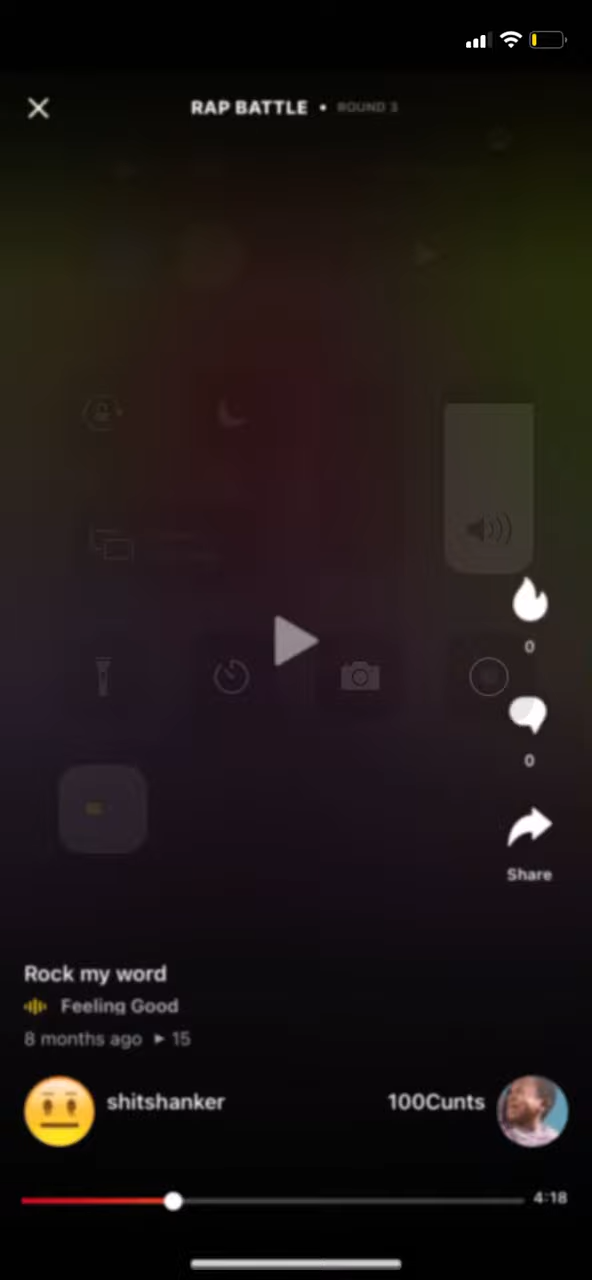 RAP BATTLE • ROUND 3
0
0
Share
Rock my word
Feeling Good
8 months ago ▶ 15
shitshanker
100Cunts
4:18